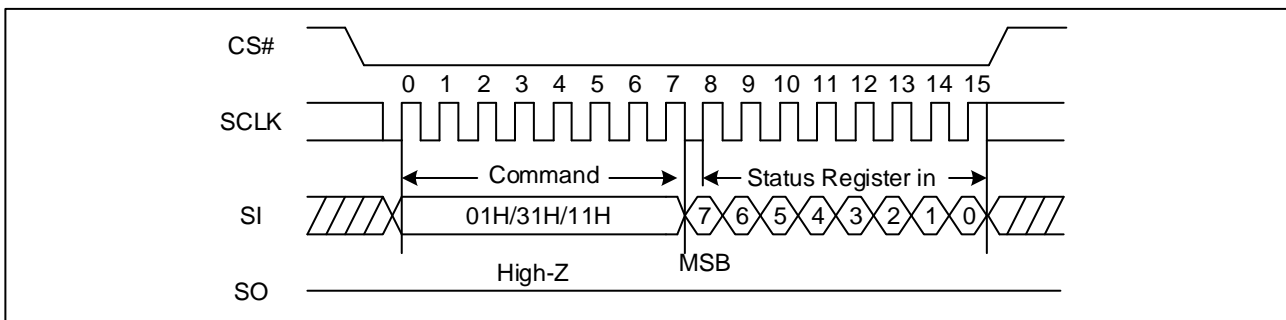 CS#
0 1 2 3 4 5 6 7 8 9 10 11 12 13 14 15
SCLK
Command Status Register in
SI 01H/31H/11H 7 6 5 4 3 2 1 0
High-Z MSB
SO